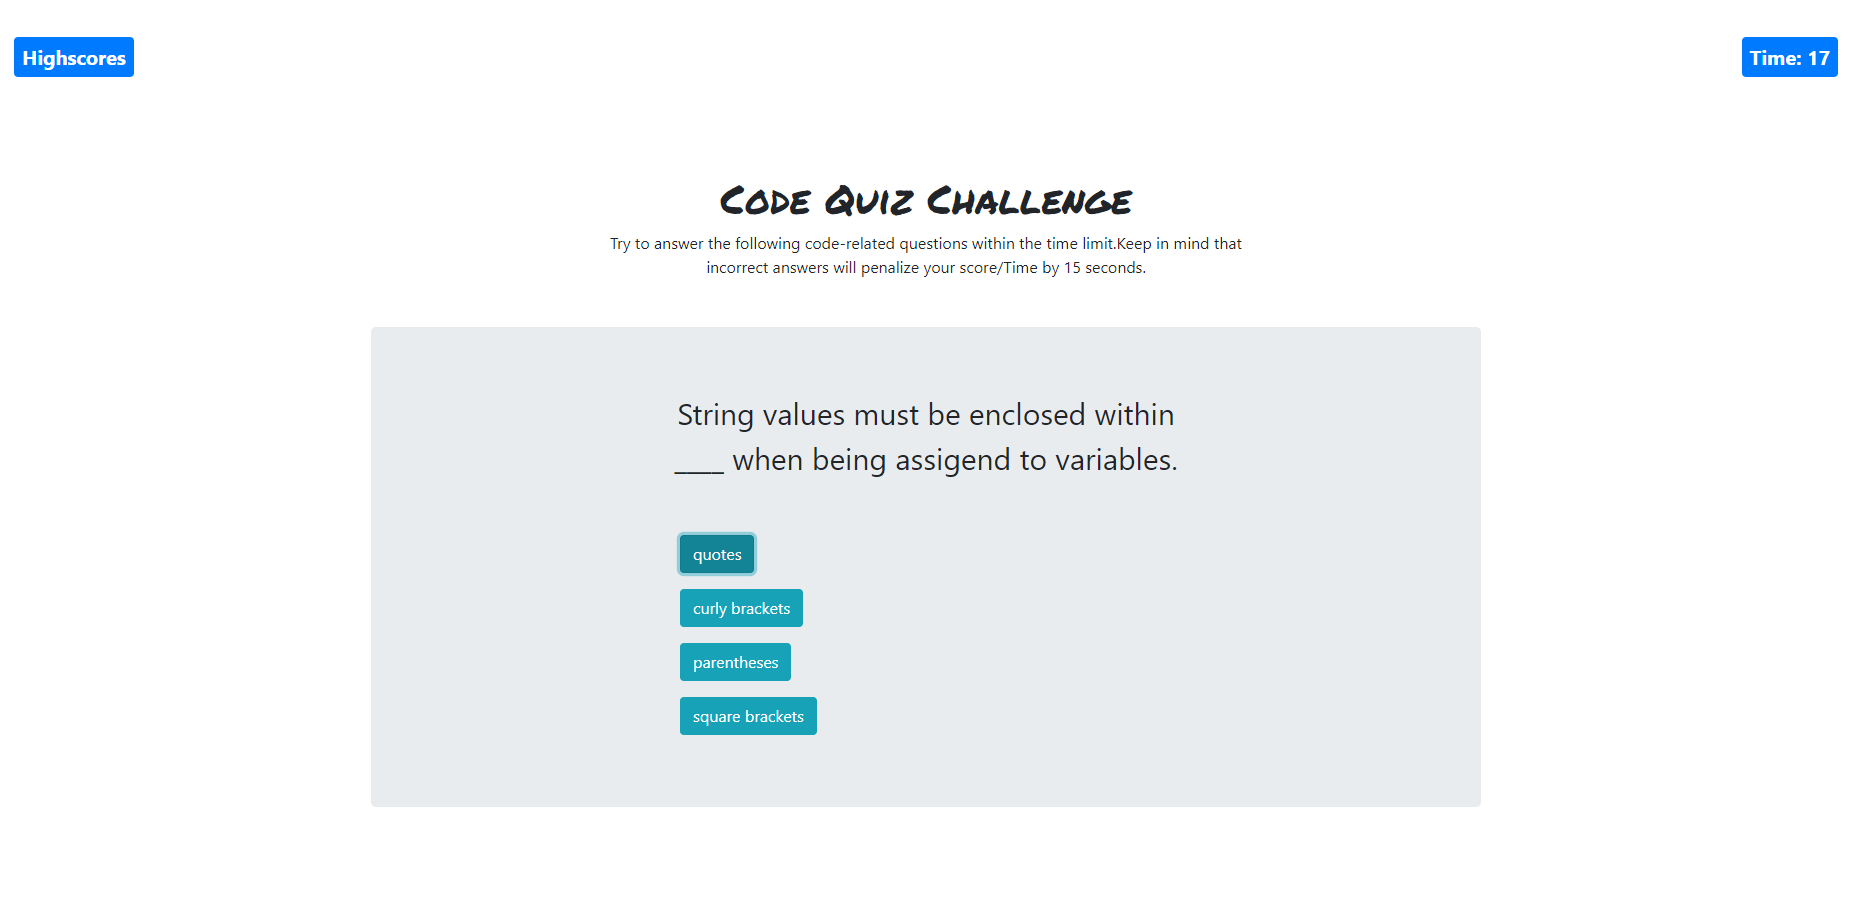 Highscores
Time: 17
Code Quiz Challenge
Try to answer the following code-related questions within the time limit.Keep in mind that
incorrect answers will penalize your score/Time by 15 seconds.
String values must be enclosed within
____ when being assigend to variables.
quotes
curly brackets
parentheses
square brackets